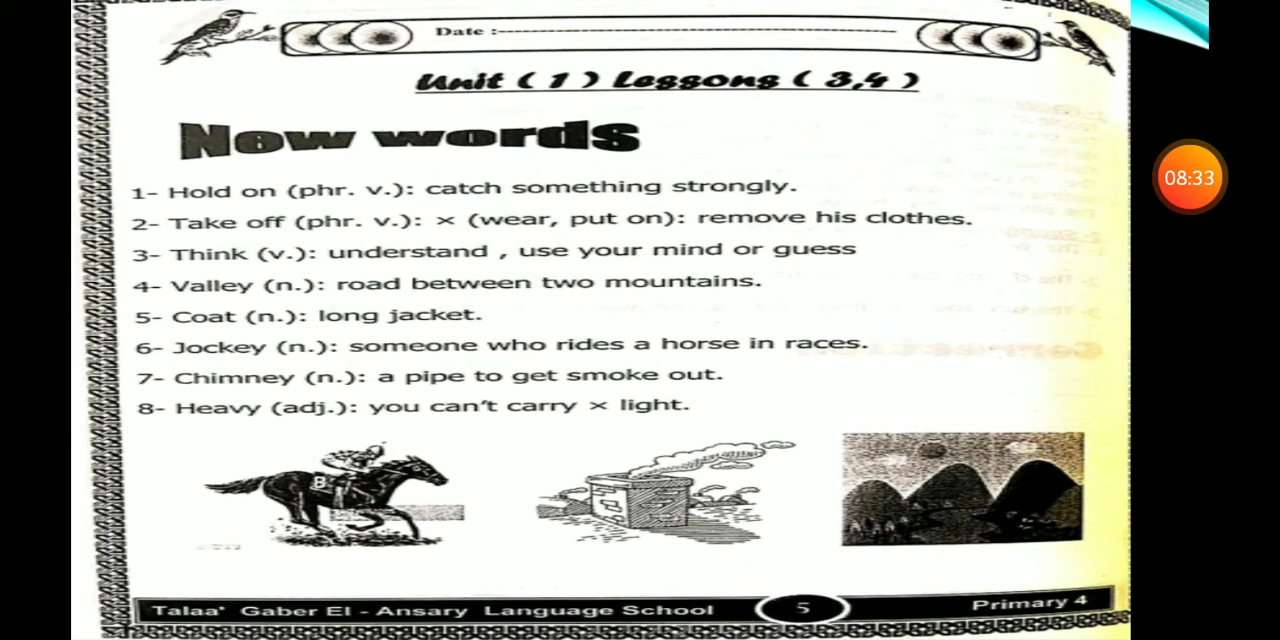 Date :
Unit ( 1 ) Lessons ( 3,4 )
New words
1- Hold on (phr. v.): catch something strongly.
2- Take off (phr. v.): × (wear, put on): remove his clothes.
3- Think (v.): understand , use your mind or guess
4- Valley (n.): road between two mountains.
5- Coat (n.): long jacket.
6- Jockey (n.): someone who rides a horse in races.
7- Chimney (n.): a pipe to get smoke out.
8- Heavy (adj.): you can't carry × light.
8
Talaa' Gaber El - Ansary Language School 5 Primary 4
08:33